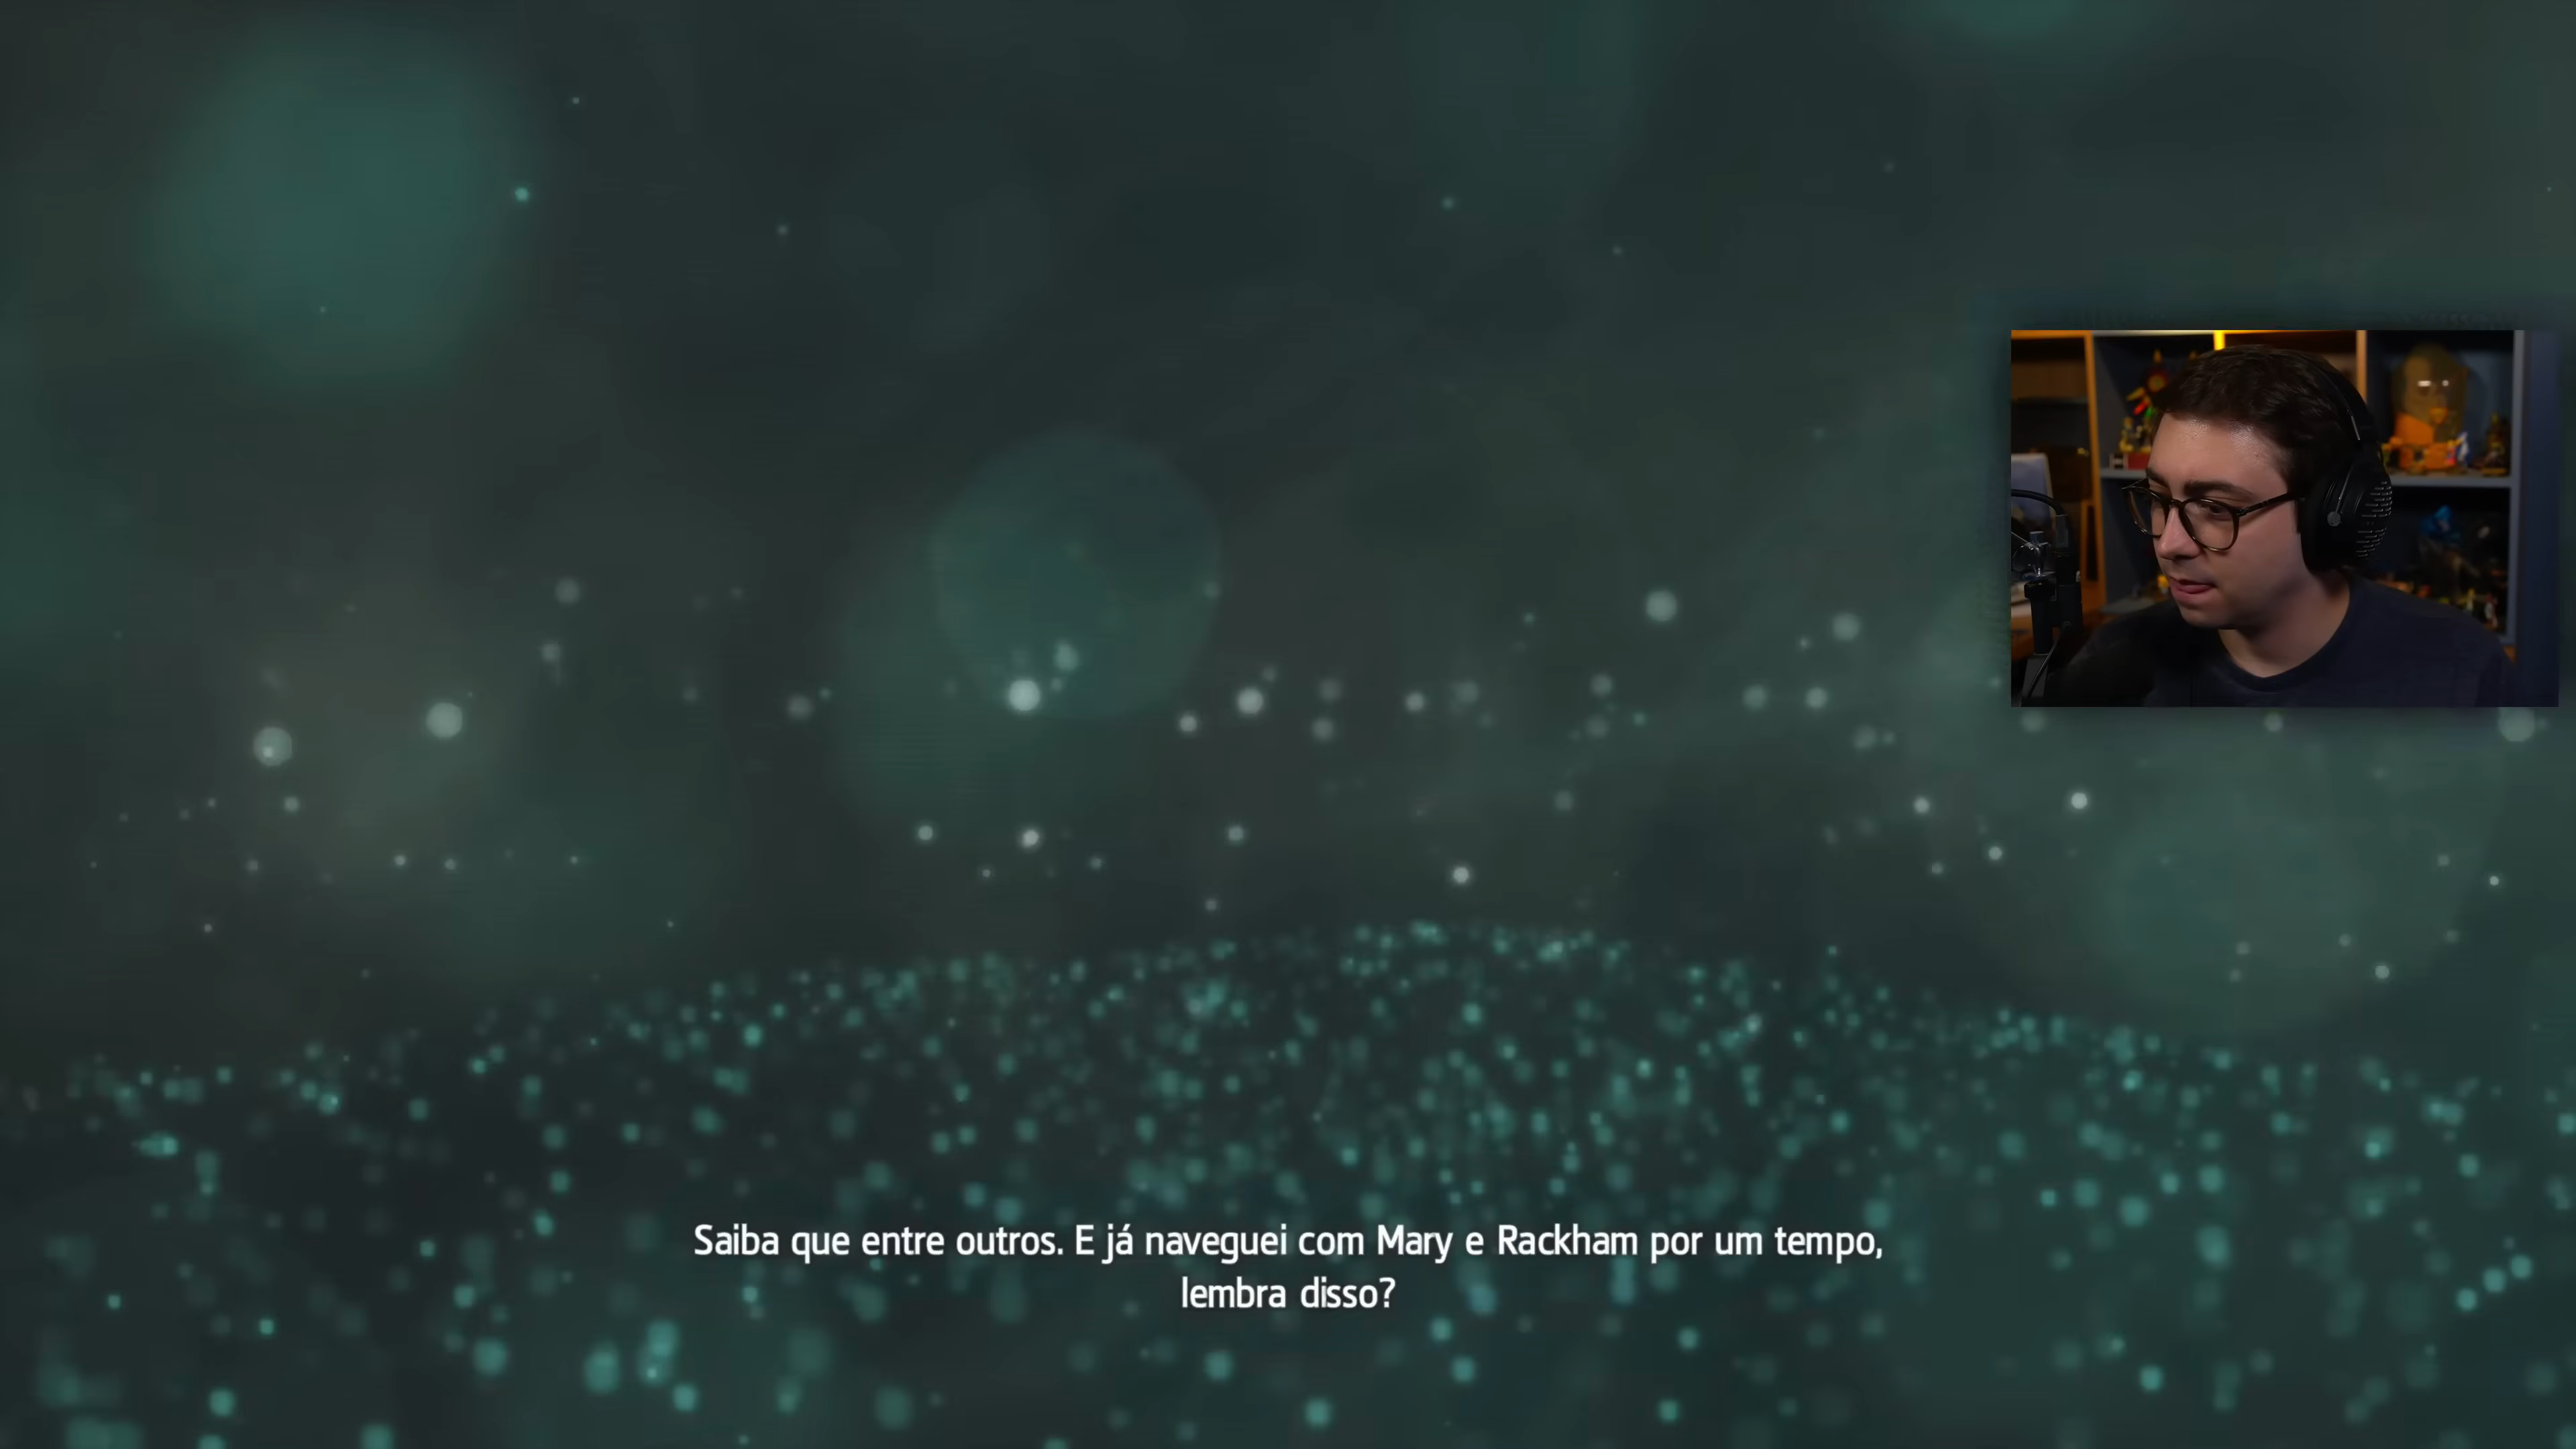 Saiba que entre outros. E já naveguei com Mary e Rackham por um tempo,
lembra disso?